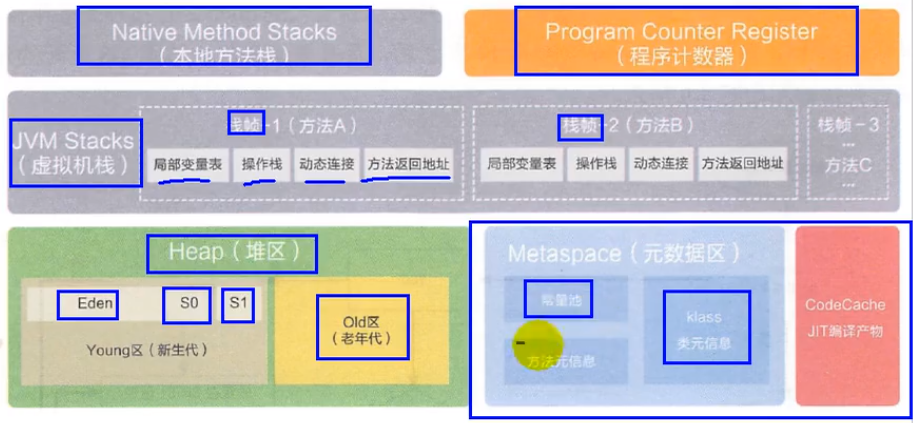 Native Method Stacks
（本地方法栈）
Program Counter Register
（程序计数器）
JVM Stacks
（虚拟机栈）
栈帧-1（方法A）
局部变量表
操作栈
动态连接
方法返回地址
栈帧-2（方法B）
局部变量表
操作栈
动态连接
方法返回地址
栈帧-3
...
方法C
...
Heap（堆区）
Eden
S0
S1
Young区（新生代）
Old区
（老年代）
Metaspace（元数据区）
常量池
方法元信息
klass
类元信息
CodeCache
JIT编译产物